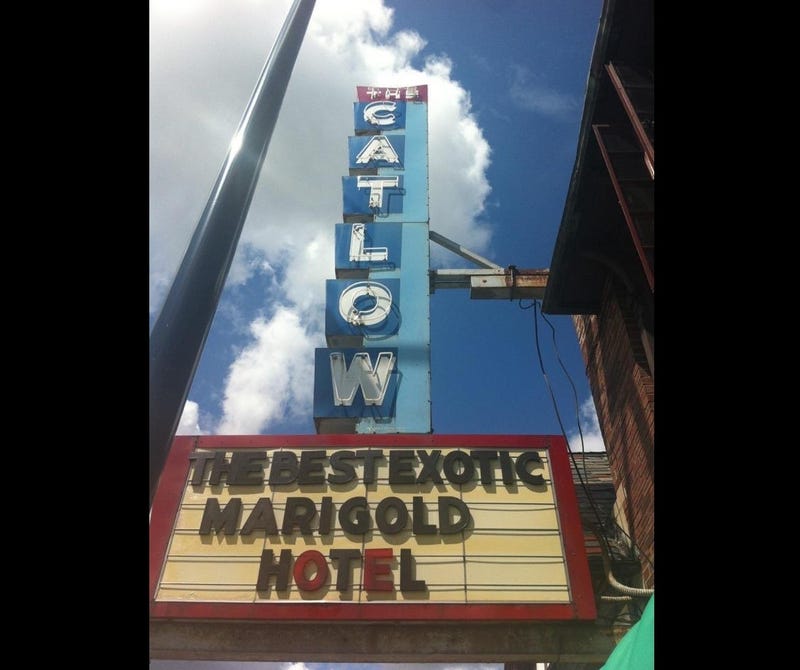 THE
CATLOW
THE BEST EXOTIC
MARIGOLD
HOTEL